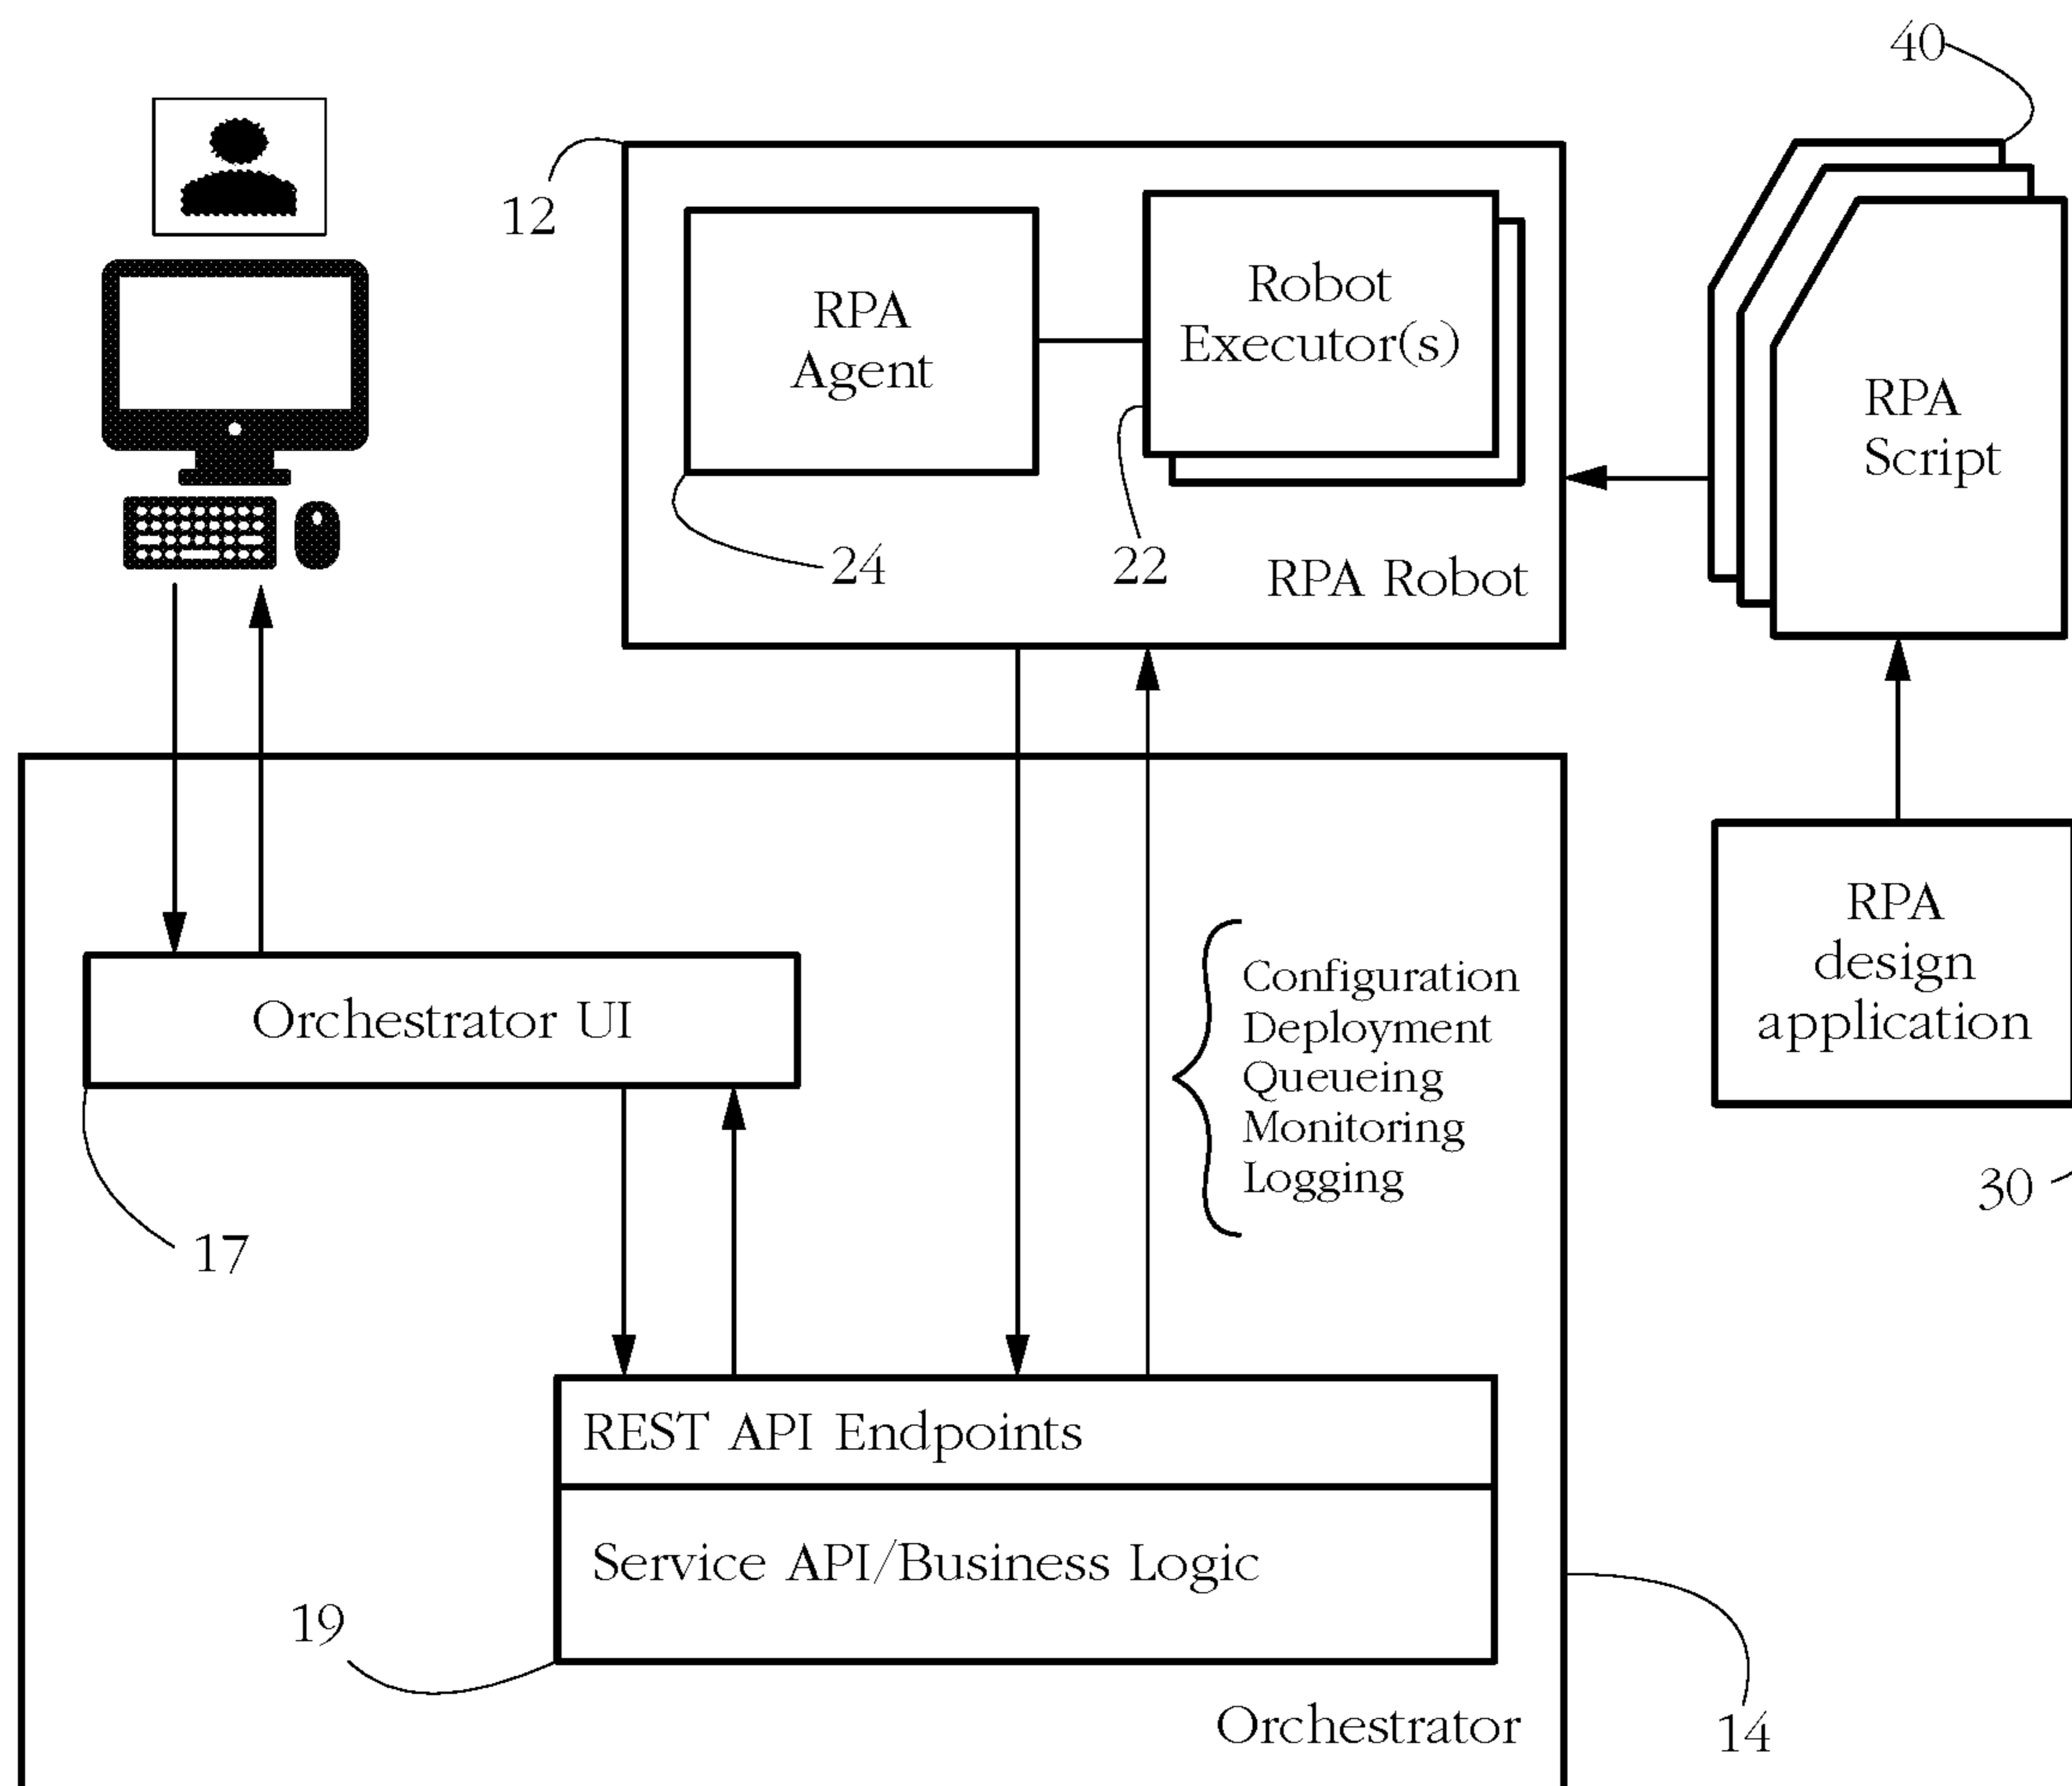 40
12
RPA
Agent
Robot
Executor(s)
RPA
Script
24
22
RPA Robot
Orchestrator UI
Configuration
Deployment
Queueing
Monitoring
Logging
RPA
design
application
30
17
REST API Endpoints
Service API/Business Logic
19
Orchestrator
14